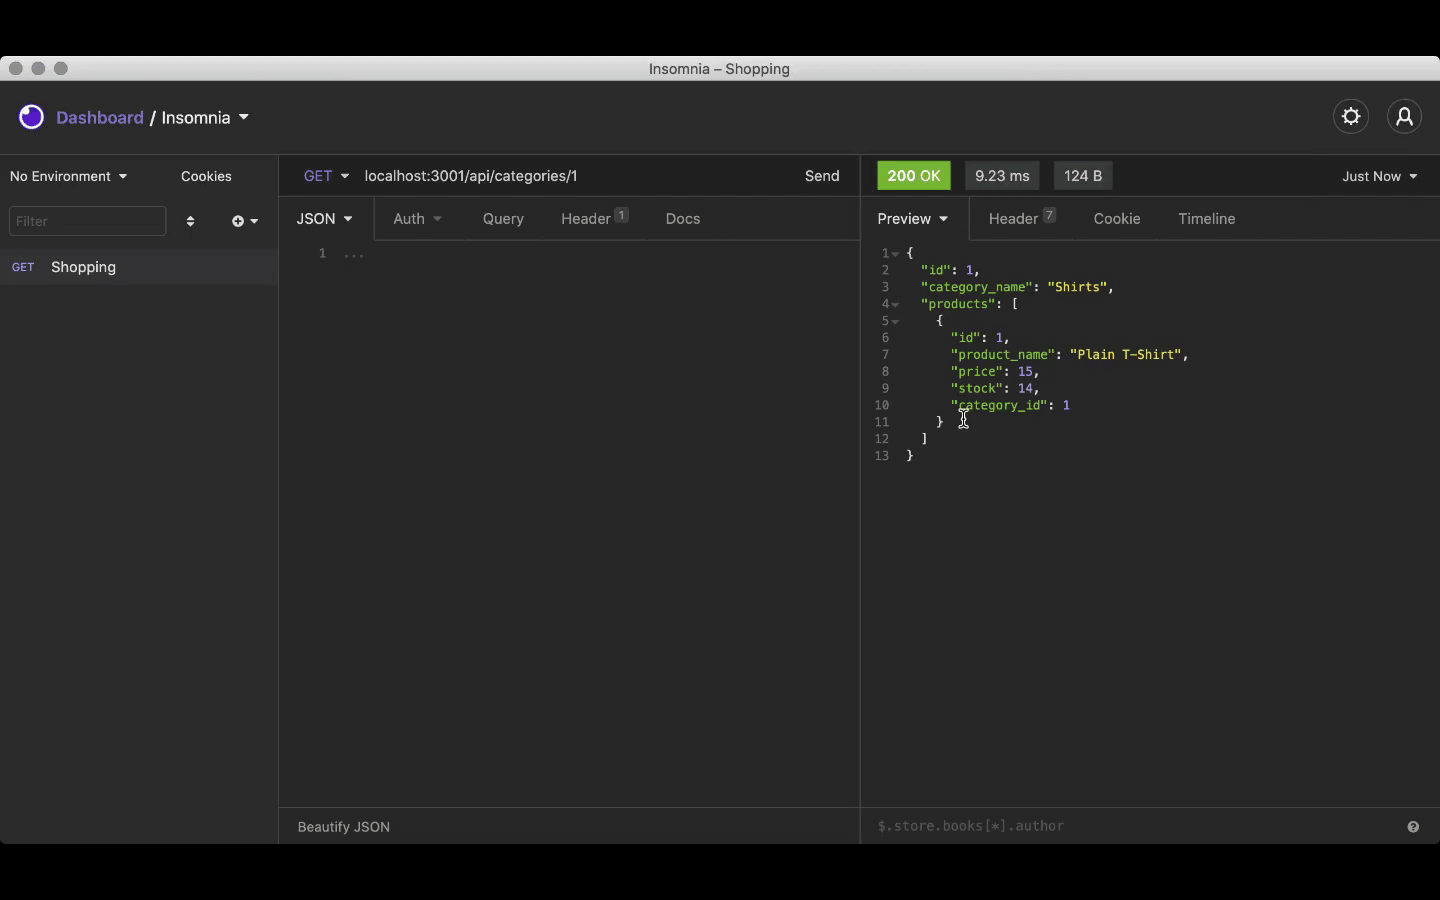 Insomnia – Shopping
Dashboard / Insomnia
No Environment
Cookies
GET localhost:3001/api/categories/1 Send
200 OK 9.23 ms 124 B Just Now
Filter
JSON Auth Query Header 1 Docs
Preview Header 7 Cookie Timeline
GET Shopping
1 ...
1 {
2 "id": 1,
3 "category_name": "Shirts",
4 "products": [
5 {
6 "id": 1,
7 "product_name": "Plain T-Shirt",
8 "price": 15,
9 "stock": 14,
10 "category_id": 1
11 }
12 ]
13 }
Beautify JSON
$.store.books[*].author
?